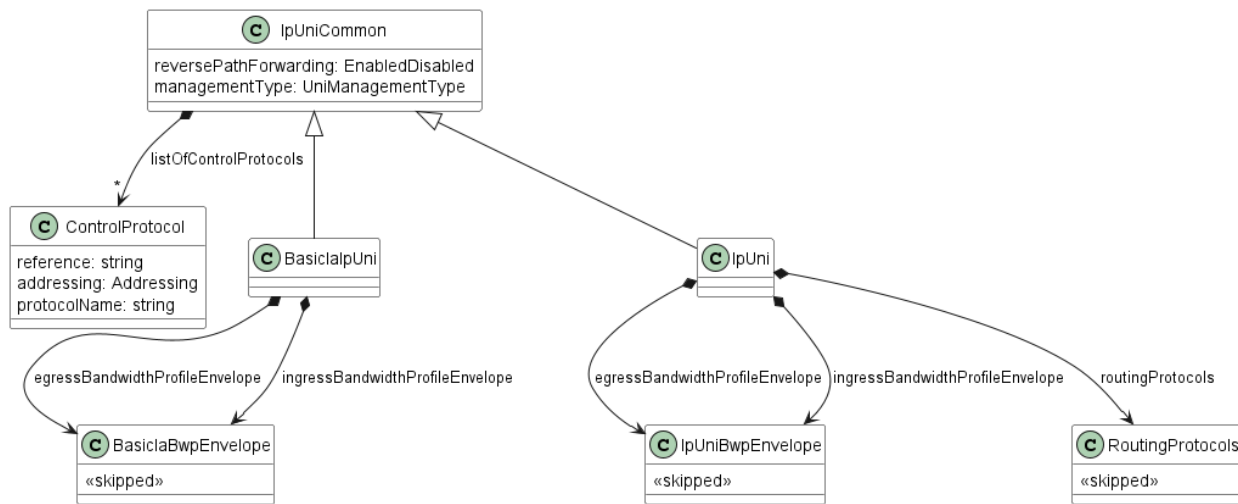 C IpUniCommon
reversePathForwarding: EnabledDisabled
managementType: UniManagementType
listOfControlProtocols
*
C ControlProtocol
reference: string
addressing: Addressing
protocolName: string
C BasicIaIpUni
C IpUni
egressBandwidthProfileEnvelope
ingressBandwidthProfileEnvelope
egressBandwidthProfileEnvelope
ingressBandwidthProfileEnvelope
routingProtocols
C BasicIaBwpEnvelope
«skipped»
C IpUniBwpEnvelope
«skipped»
C RoutingProtocols
«skipped»